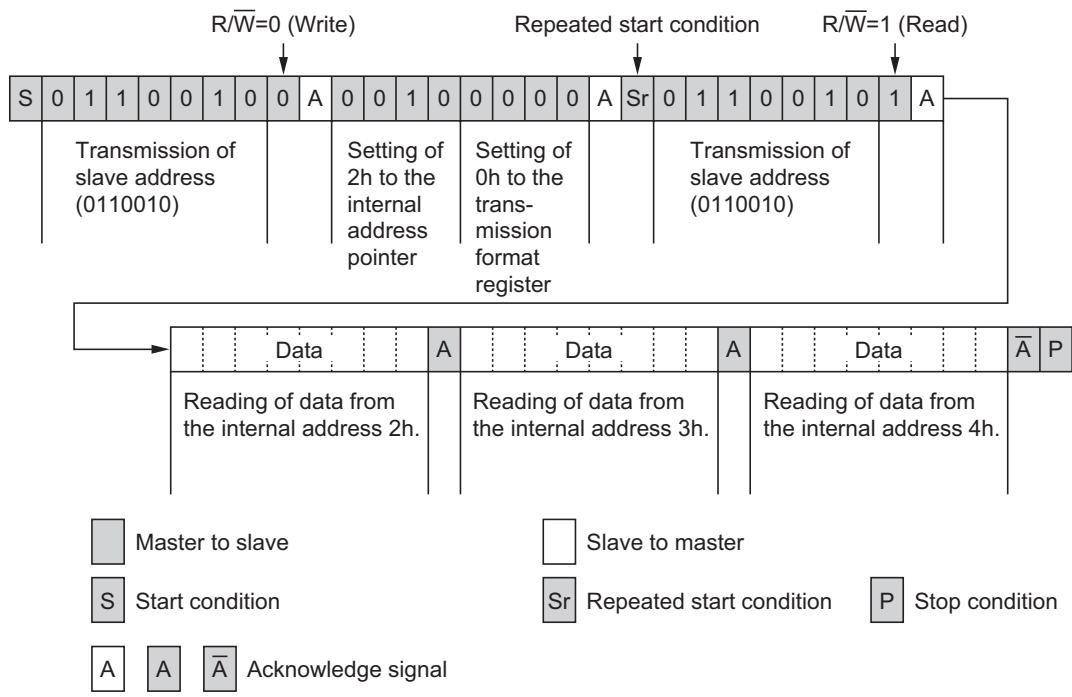 R/W̅=0 (Write) Repeated start condition R/W̅=1 (Read)
S 0 1 1 0 0 1 0 0 A 0 0 1 0 0 0 0 0 A Sr 0 1 1 0 0 1 0 1 A
Transmission of
slave address
(0110010)
Setting of
2h to the
internal
address
pointer
Setting of
0h to the
trans-
mission
format
register
Transmission of
slave address
(0110010)
Data A Data A Data A̅ P
Reading of data from
the internal address 2h.
Reading of data from
the internal address 3h.
Reading of data from
the internal address 4h.
Master to slave
Slave to master
S Start condition
Sr Repeated start condition
P Stop condition
A A A̅ Acknowledge signal